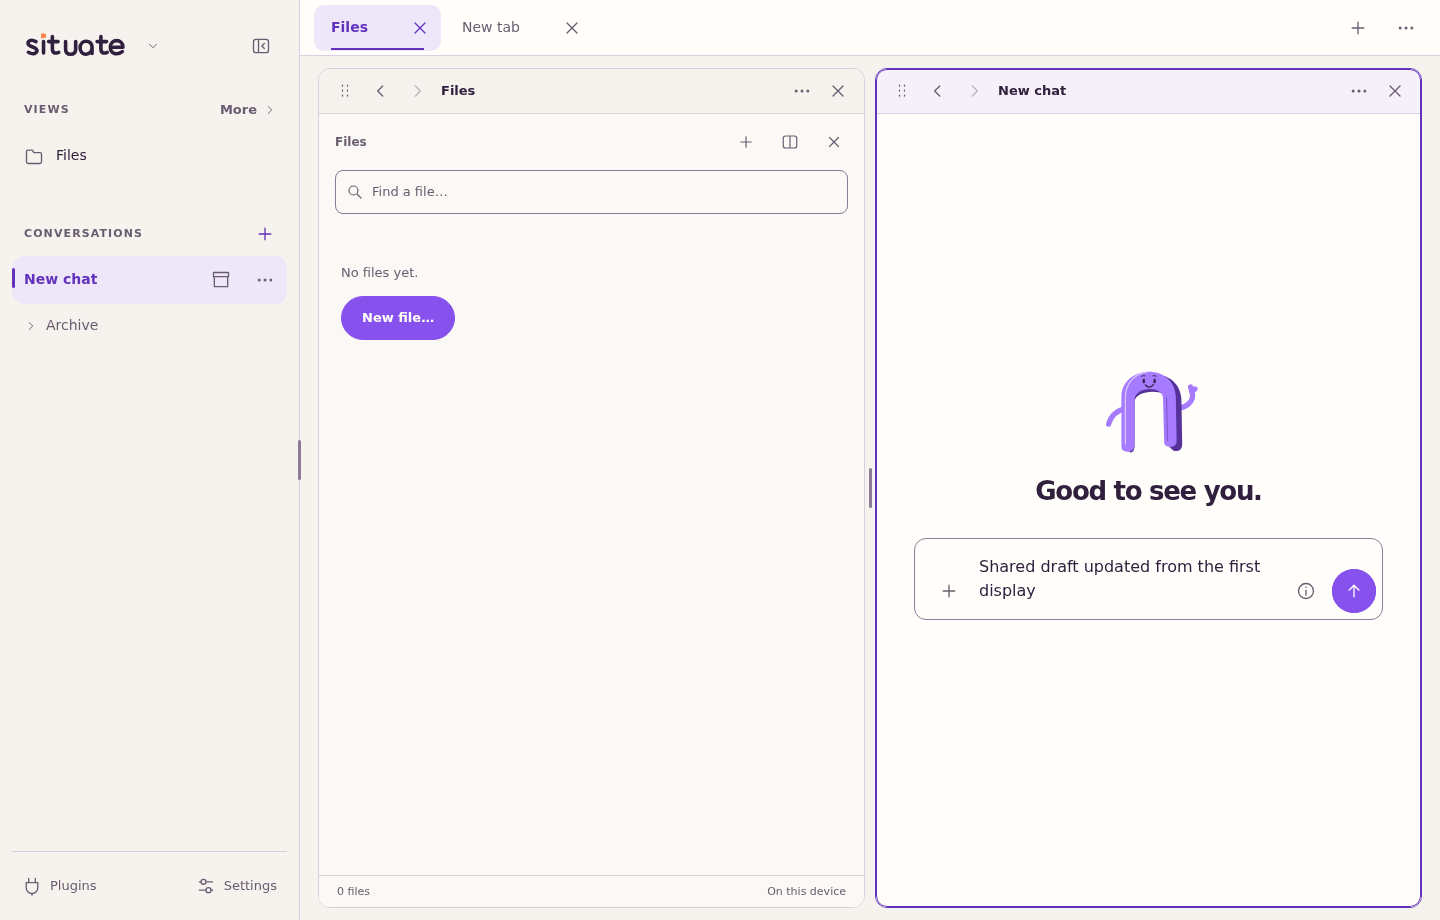 situate
VIEWS
More
Files
CONVERSATIONS
New chat
Archive
Plugins
Settings
Files
New tab
Files
Files
Find a file...
No files yet.
New file...
0 files
On this device
New chat
Good to see you.
Shared draft updated from the first
display